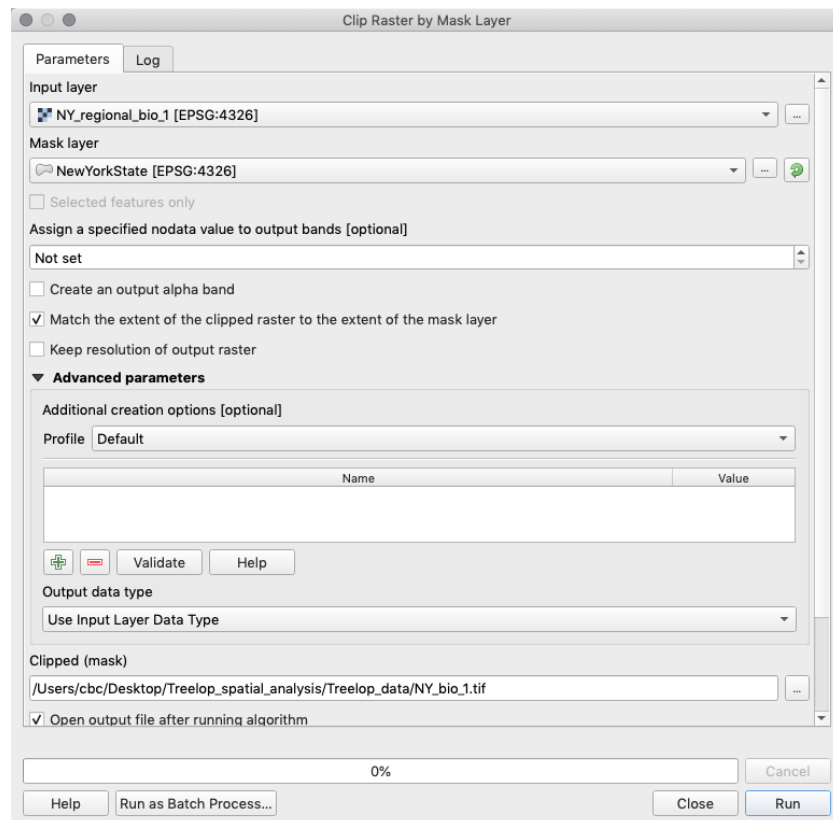 Clip Raster by Mask Layer
Parameters Log
Input layer
NY_regional_bio_1 [EPSG:4326]
...
Mask layer
NewYorkState [EPSG:4326]
...
Selected features only
Assign a specified nodata value to output bands [optional]
Not set
Create an output alpha band
Match the extent of the clipped raster to the extent of the mask layer
Keep resolution of output raster
Advanced parameters
Additional creation options [optional]
Profile Default
Name Value
Validate Help
Output data type
Use Input Layer Data Type
Clipped (mask)
/Users/cbc/Desktop/Treelop_spatial_analysis/Treelop_data/NY_bio_1.tif
...
Open output file after running algorithm
0% Cancel
Help Run as Batch Process... Close Run